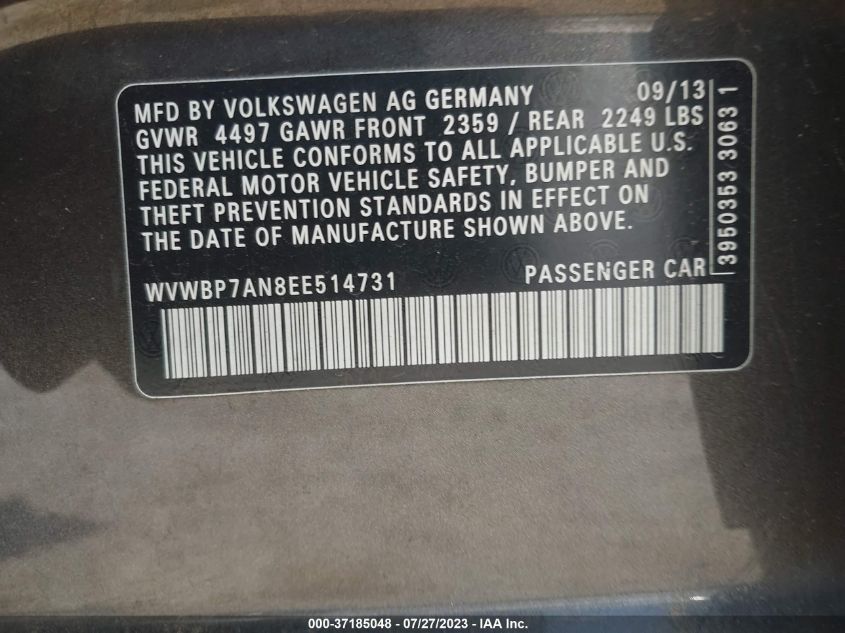 MFD BY VOLKSWAGEN AG GERMANY 09/13
GVWR 4497 GAWR FRONT 2359 / REAR 2249 LBS
THIS VEHICLE CONFORMS TO ALL APPLICABLE U.S.
FEDERAL MOTOR VEHICLE SAFETY, BUMPER AND
THEFT PREVENTION STANDARDS IN EFFECT ON
THE DATE OF MANUFACTURE SHOWN ABOVE.
WVWBP7AN8EE514731 PASSENGER CAR
3950353 3063 1
000-37185048 - 07/27/2023 - IAA Inc.